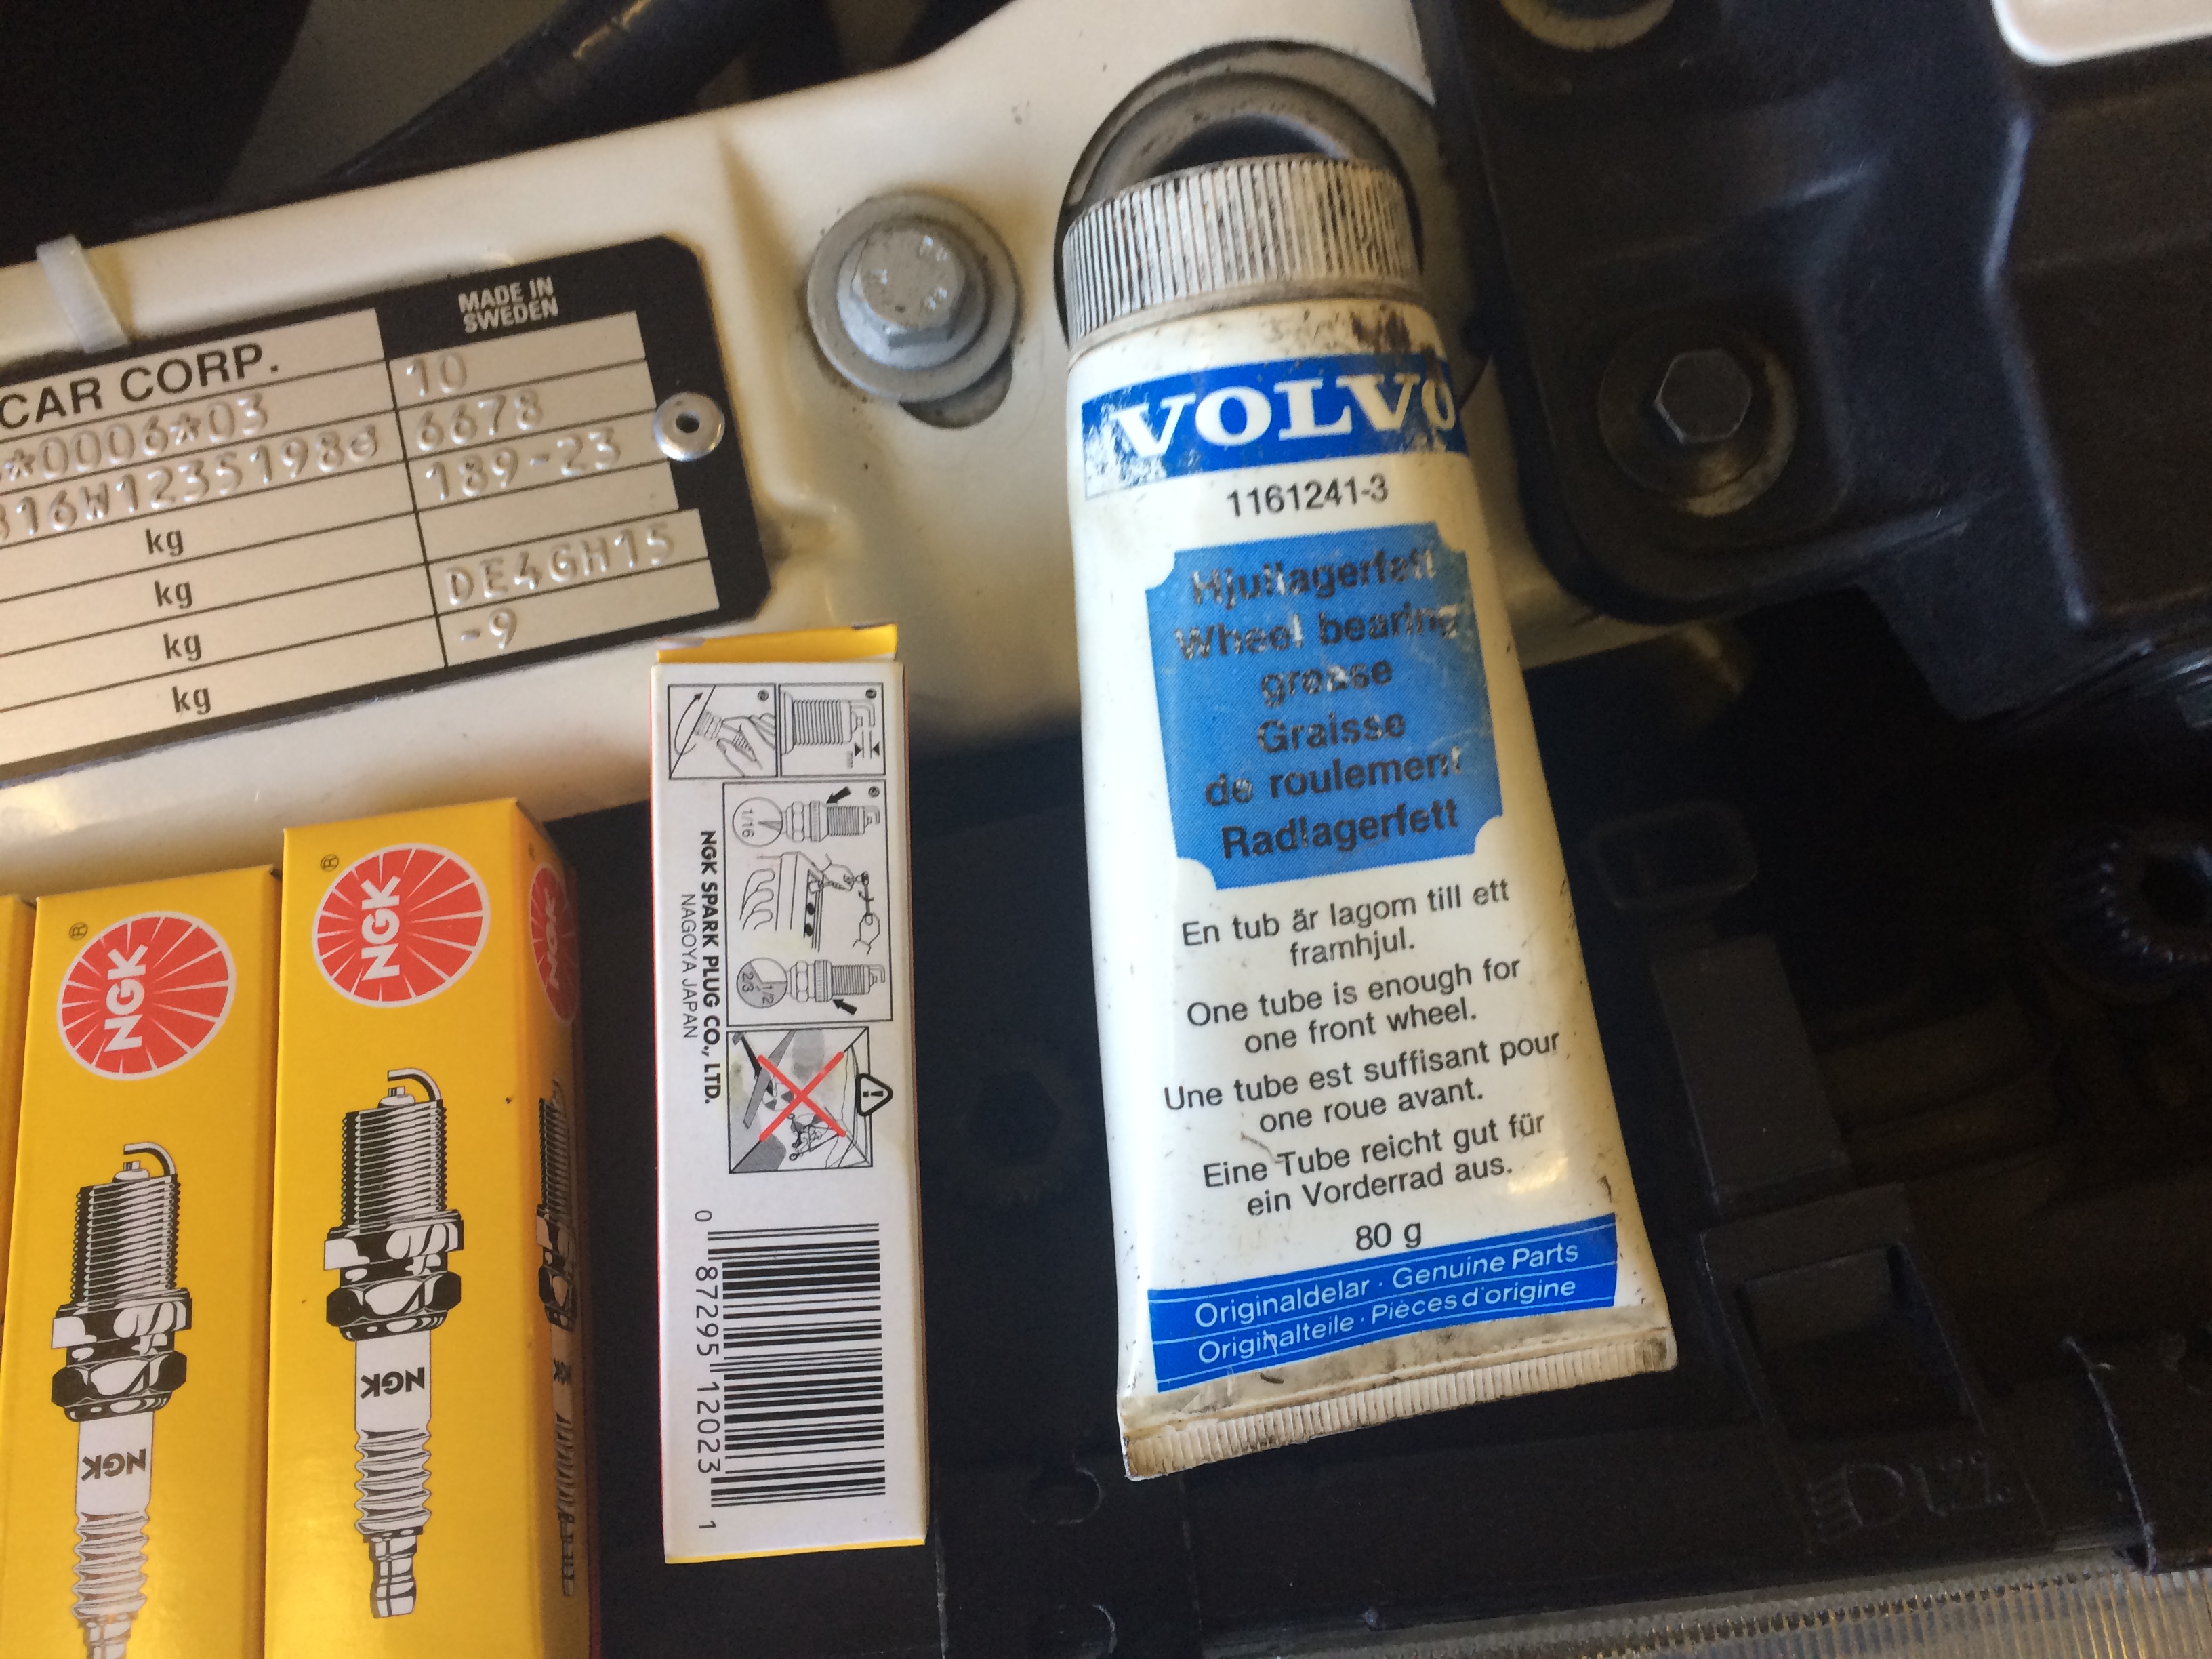 MADE IN
SWEDEN
CAR CORP.
10
*0006*03
6678
316W1235198
189-23
kg
kg
DE4GH15
kg
-9
kg
VOLVO
1161241-3
Hjullagerfett
Wheel bearing
grease
Graisse
de roulement
Radlagerfett
En tub är lagom till ett
framhjul.
One tube is enough for
one front wheel.
Une tube est suffisant pour
one roue avant.
Eine Tube reicht gut für
ein Vorderrad aus.
80 g
Originaldelar · Genuine Parts
Originalteile · Pièces d'origine
NGK SPARK PLUG CO., LTD.
NAGOYA JAPAN
1/16
1/2
2/3
0 87295 12023 1
NGK
®
NGK
NGK
®
NGK
NGK
NGK